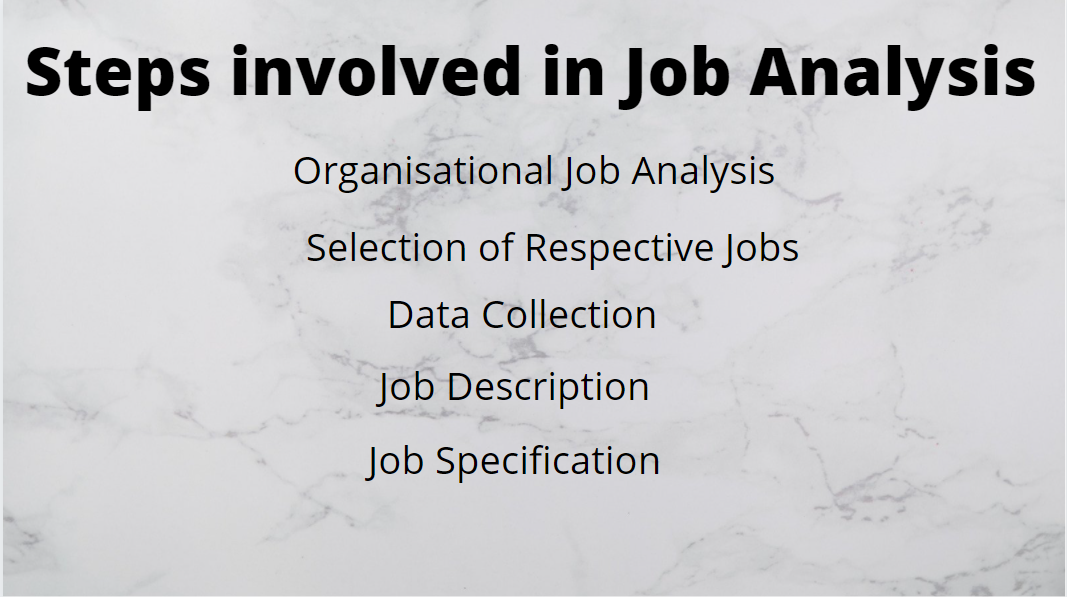 Steps involved in Job Analysis
Organisational Job Analysis
Selection of Respective Jobs
Data Collection
Job Description
Job Specification